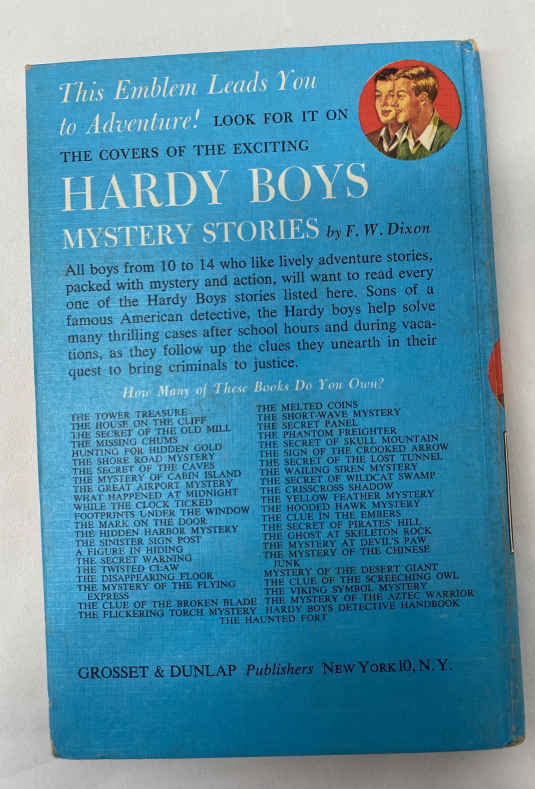 This Emblem Leads You
to Adventure! LOOK FOR IT ON
THE COVERS OF THE EXCITING
HARDY BOYS
MYSTERY STORIES by F. W. Dixon
All boys from 10 to 14 who like lively adventure stories,
packed with mystery and action, will want to read every
one of the Hardy Boys stories listed here. Sons of a
famous American detective, the Hardy boys help solve
many thrilling cases after school hours and during vaca-
tions, as they follow up the clues they unearth in their
quest to bring criminals to justice.
How Many of These Books Do You Own?
THE TOWER TREASURE
THE HOUSE ON THE CLIFF
THE SECRET OF THE OLD MILL
THE MISSING CHUMS
HUNTING FOR HIDDEN GOLD
THE SHORE ROAD MYSTERY
THE SECRET OF THE CAVES
THE MYSTERY OF CABIN ISLAND
THE GREAT AIRPORT MYSTERY
WHAT HAPPENED AT MIDNIGHT
WHILE THE CLOCK TICKED
FOOTPRINTS UNDER THE WINDOW
THE MARK ON THE DOOR
THE HIDDEN HARBOR MYSTERY
THE SINISTER SIGN POST
A FIGURE IN HIDING
THE SECRET WARNING
THE TWISTED CLAW
THE DISAPPEARING FLOOR
THE MYSTERY OF THE FLYING
EXPRESS
THE CLUE OF THE BROKEN BLADE
THE FLICKERING TORCH MYSTERY
THE MELTED COINS
THE SHORT-WAVE MYSTERY
THE SECRET PANEL
THE PHANTOM FREIGHTER
THE SECRET OF SKULL MOUNTAIN
THE SIGN OF THE CROOKED ARROW
THE SECRET OF THE LOST TUNNEL
THE WAILING SIREN MYSTERY
THE SECRET OF WILDCAT SWAMP
THE CRISSCROSS SHADOW
THE YELLOW FEATHER MYSTERY
THE HOODED HAWK MYSTERY
THE CLUE IN THE EMBERS
THE SECRET OF PIRATES' HILL
THE GHOST AT SKELETON ROCK
THE MYSTERY AT DEVIL'S PAW
THE MYSTERY OF THE CHINESE
JUNK
MYSTERY OF THE DESERT GIANT
THE CLUE OF THE SCREECHING OWL
THE VIKING SYMBOL MYSTERY
THE MYSTERY OF THE AZTEC WARRIOR
HARDY BOYS DETECTIVE HANDBOOK
THE HAUNTED FORT
GROSSET & DUNLAP Publishers NEW YORK 10, N. Y.